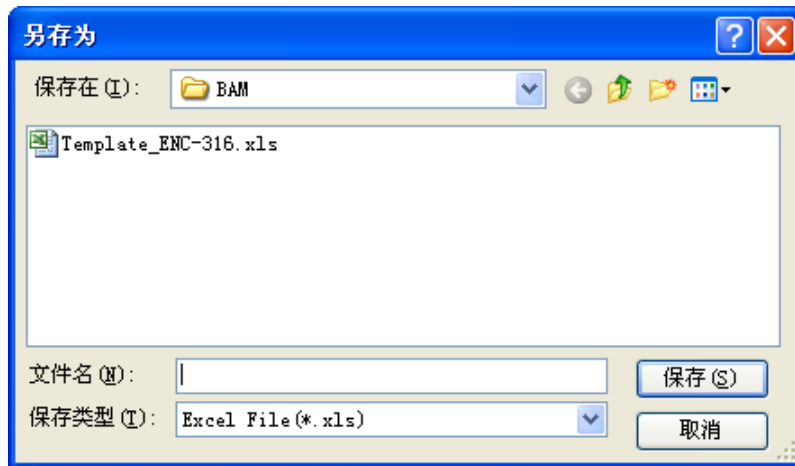 另存为
保存在(I): BAM
Template_ENC-316.xls
文件名(N): 保存(S)
保存类型(T): Excel File(*.xls) 取消